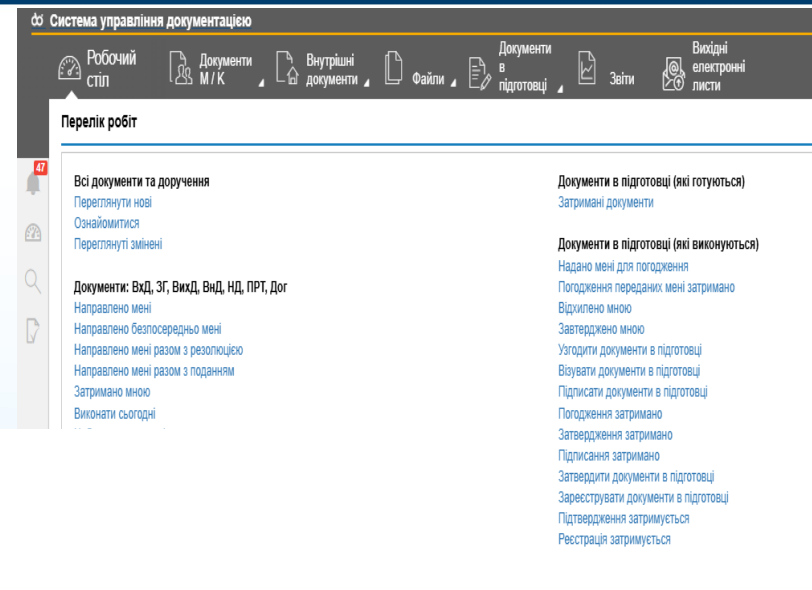 Система управління документацією
Робочий
стіл
Документи
М / К
Внутрішні
документи
Файли
Документи
в
підготовці
Звіти
Вихідні
електронні
листи
Перелік робіт
47
Всі документи та доручення
Переглянути нові
Ознайомитися
Переглянуті змінені
Документи: ВхД, ЗГ, ВихД, ВнД, НД, ПРТ, Дог
Направлено мені
Направлено безпосередньо мені
Направлено мені разом з резолюцією
Направлено мені разом з поданням
Затримано мною
Виконати сьогодні
Документи в підготовці (які готуються)
Затримані документи
Документи в підготовці (які виконуються)
Надано мені для погодження
Погодження переданих мені затримано
Відхилено мною
Завтерджено мною
Узгодити документи в підготовці
Візувати документи в підготовці
Підписати документи в підготовці
Погодження затримано
Затвердження затримано
Підписання затримано
Затвердити документи в підготовці
Зареєструвати документи в підготовці
Підтвердження затримується
Реєстрація затримується